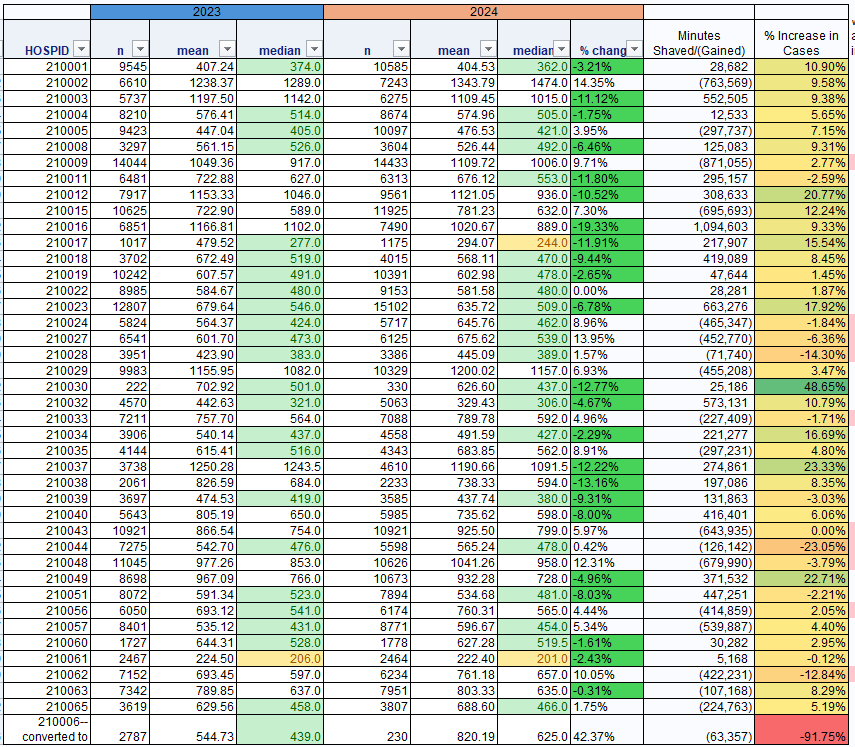 2023 2024
HOSPID n mean median n mean median % chang Minutes Shaved/(Gained) % Increase in Cases
210001 9545 407.24 374.0 10585 404.53 362.0 -3.21% 28,682 10.90%
210002 6610 1238.37 1289.0 7243 1343.79 1474.0 14.35% (763,569) 9.58%
210003 5737 1197.50 1142.0 6275 1109.45 1015.0 -11.12% 552,505 9.38%
210004 8210 576.41 514.0 8674 574.96 505.0 -1.75% 12,533 5.65%
210005 9423 447.04 405.0 10097 476.53 421.0 3.95% (297,737) 7.15%
210008 3297 561.15 526.0 3604 526.44 492.0 -6.46% 125,083 9.31%
210009 14044 1049.36 917.0 14433 1109.72 1006.0 9.71% (871,055) 2.77%
210011 6481 722.88 627.0 6313 676.12 553.0 -11.80% 295,157 -2.59%
210012 7917 1153.33 1046.0 9561 1121.05 936.0 -10.52% 308,633 20.77%
210015 10625 722.90 589.0 11925 781.23 632.0 7.30% (695,693) 12.24%
210016 6851 1166.81 1102.0 7490 1020.67 889.0 -19.33% 1,094,603 9.33%
210017 1017 479.52 277.0 1175 294.07 244.0 -11.91% 217,907 15.54%
210018 3702 672.49 519.0 4015 568.11 470.0 -9.44% 419,089 8.45%
210019 10242 607.57 491.0 10391 602.98 478.0 -2.65% 47,644 1.45%
210022 8985 584.67 480.0 9153 581.58 480.0 0.00% 28,281 1.87%
210023 12807 679.64 546.0 15102 635.72 509.0 -6.78% 663,276 17.92%
210024 5824 564.37 424.0 5717 645.76 462.0 8.96% (465,347) -1.84%
210027 6541 601.70 473.0 6125 675.62 539.0 13.95% (452,770) -6.36%
210028 3951 423.90 383.0 3386 445.09 389.0 1.57% (71,740) -14.30%
210029 9983 1155.95 1082.0 10329 1200.02 1157.0 6.93% (455,208) 3.47%
210030 222 702.92 501.0 330 626.60 437.0 -12.77% 25,186 48.65%
210032 4570 442.63 321.0 5063 329.43 306.0 -4.67% 573,131 10.79%
210033 7211 757.70 564.0 7088 789.78 592.0 4.96% (227,409) -1.71%
210034 3906 540.14 437.0 4558 491.59 427.0 -2.29% 221,277 16.69%
210035 4144 615.41 516.0 4343 683.85 562.0 8.91% (297,231) 4.80%
210037 3738 1250.28 1243.5 4610 1190.66 1091.5 -12.22% 274,861 23.33%
210038 2061 826.59 684.0 2233 738.33 594.0 -13.16% 197,086 8.35%
210039 3697 474.53 419.0 3585 437.74 380.0 -9.31% 131,863 -3.03%
210040 5643 805.19 650.0 5985 735.62 598.0 -8.00% 416,401 6.06%
210043 10921 866.54 754.0 10921 925.50 799.0 5.97% (643,935) 0.00%
210044 7275 542.70 476.0 5598 565.24 478.0 0.42% (126,142) -23.05%
210048 11045 977.26 853.0 10626 1041.26 958.0 12.31% (679,990) -3.79%
210049 8698 967.09 766.0 10673 932.28 728.0 -4.96% 371,532 22.71%
210051 8072 591.34 523.0 7894 534.68 481.0 -8.03% 447,251 -2.21%
210056 6050 693.12 541.0 6174 760.31 565.0 4.44% (414,859) 2.05%
210057 8401 535.12 431.0 8771 596.67 454.0 5.34% (539,887) 4.40%
210060 1727 644.31 528.0 1778 627.28 519.5 -1.61% 30,282 2.95%
210061 2467 224.50 206.0 2464 222.40 201.0 -2.43% 5,168 -0.12%
210062 7152 693.45 597.0 6234 761.18 657.0 10.05% (422,231) -12.84%
210063 7342 789.85 637.0 7951 803.33 635.0 -0.31% (107,168) 8.29%
210065 3619 629.56 458.0 3807 688.60 466.0 1.75% (224,763) 5.19%
210006--
converted to 2787 544.73 439.0 230 820.19 625.0 42.37% (63,357) -91.75%